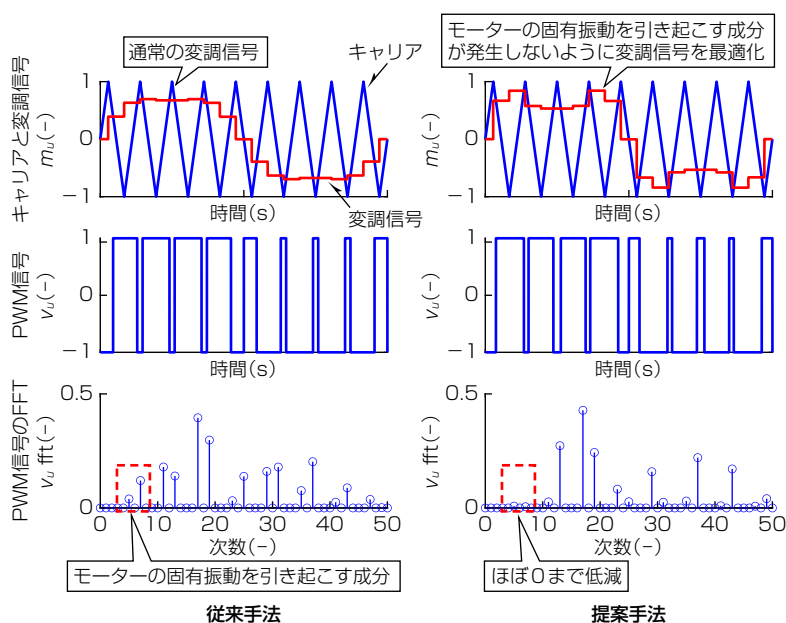 通常の変調信号
キャリア
キャリアと変調信号
m_u(−)
1
0
−1
時間(s)
変調信号
PWM信号
v_u(−)
1
0
−1
時間(s)
PWM信号のFFT
v_u fft(−)
0.5
0
0 10 20 30 40 50
次数(−)
モーターの固有振動を引き起こす成分
従来手法
モーターの固有振動を引き起こす成分
が発生しないように変調信号を最適化
m_u(−)
1
0
−1
時間(s)
v_u(−)
1
0
−1
時間(s)
v_u fft(−)
0.5
0
0 10 20 30 40 50
次数(−)
ほぼ0まで低減
提案手法